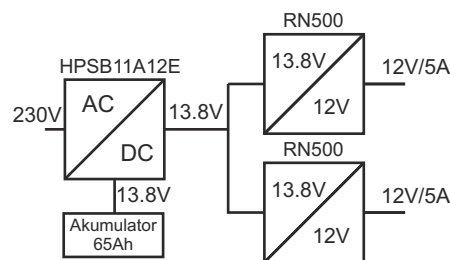 RN500
HPSB11A12E
13.8V
12V/5A
AC
230V
13.8V
12V
DC
RN500
13.8V
13.8V
12V/5A
Akumulator
65Ah
12V